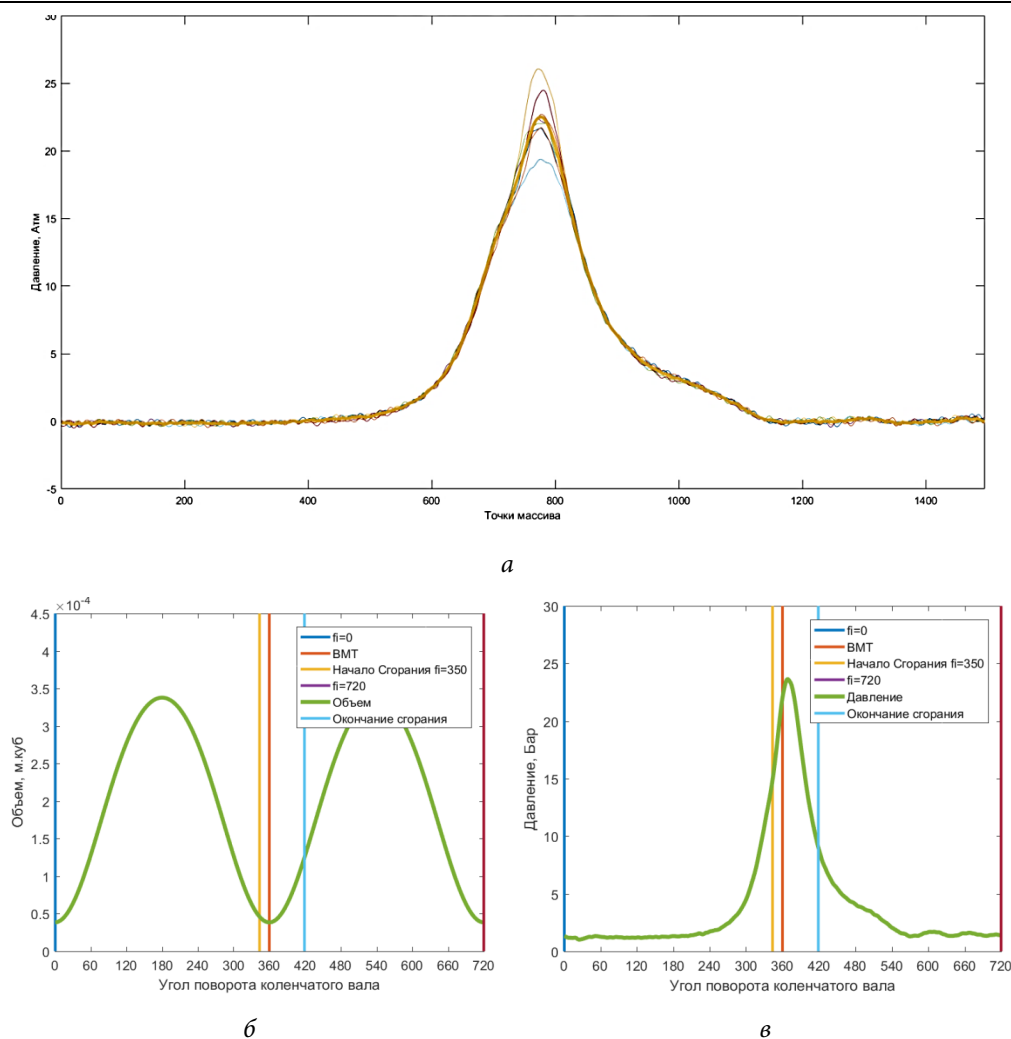 30
25
20
15
10
5
0
-5
Давление, Атм
0 200 400 600 800 1000 1200 1400
Точки массива
а
×10-4
4.5
4
3.5
3
2.5
2
1.5
1
0.5
0
Объем, м.куб
fi=0
ВМТ
Начало Сгорания fi=350
fi=720
Объем
Окончание сгорания
0 60 120 180 240 300 360 420 480 540 600 660 720
Угол поворота коленчатого вала
б
30
25
20
15
10
5
0
Давление, Бар
fi=0
ВМТ
Начало Сгорания fi=350
fi=720
Давление
Окончание сгорания
0 60 120 180 240 300 360 420 480 540 600 660 720
Угол поворота коленчатого вала
в